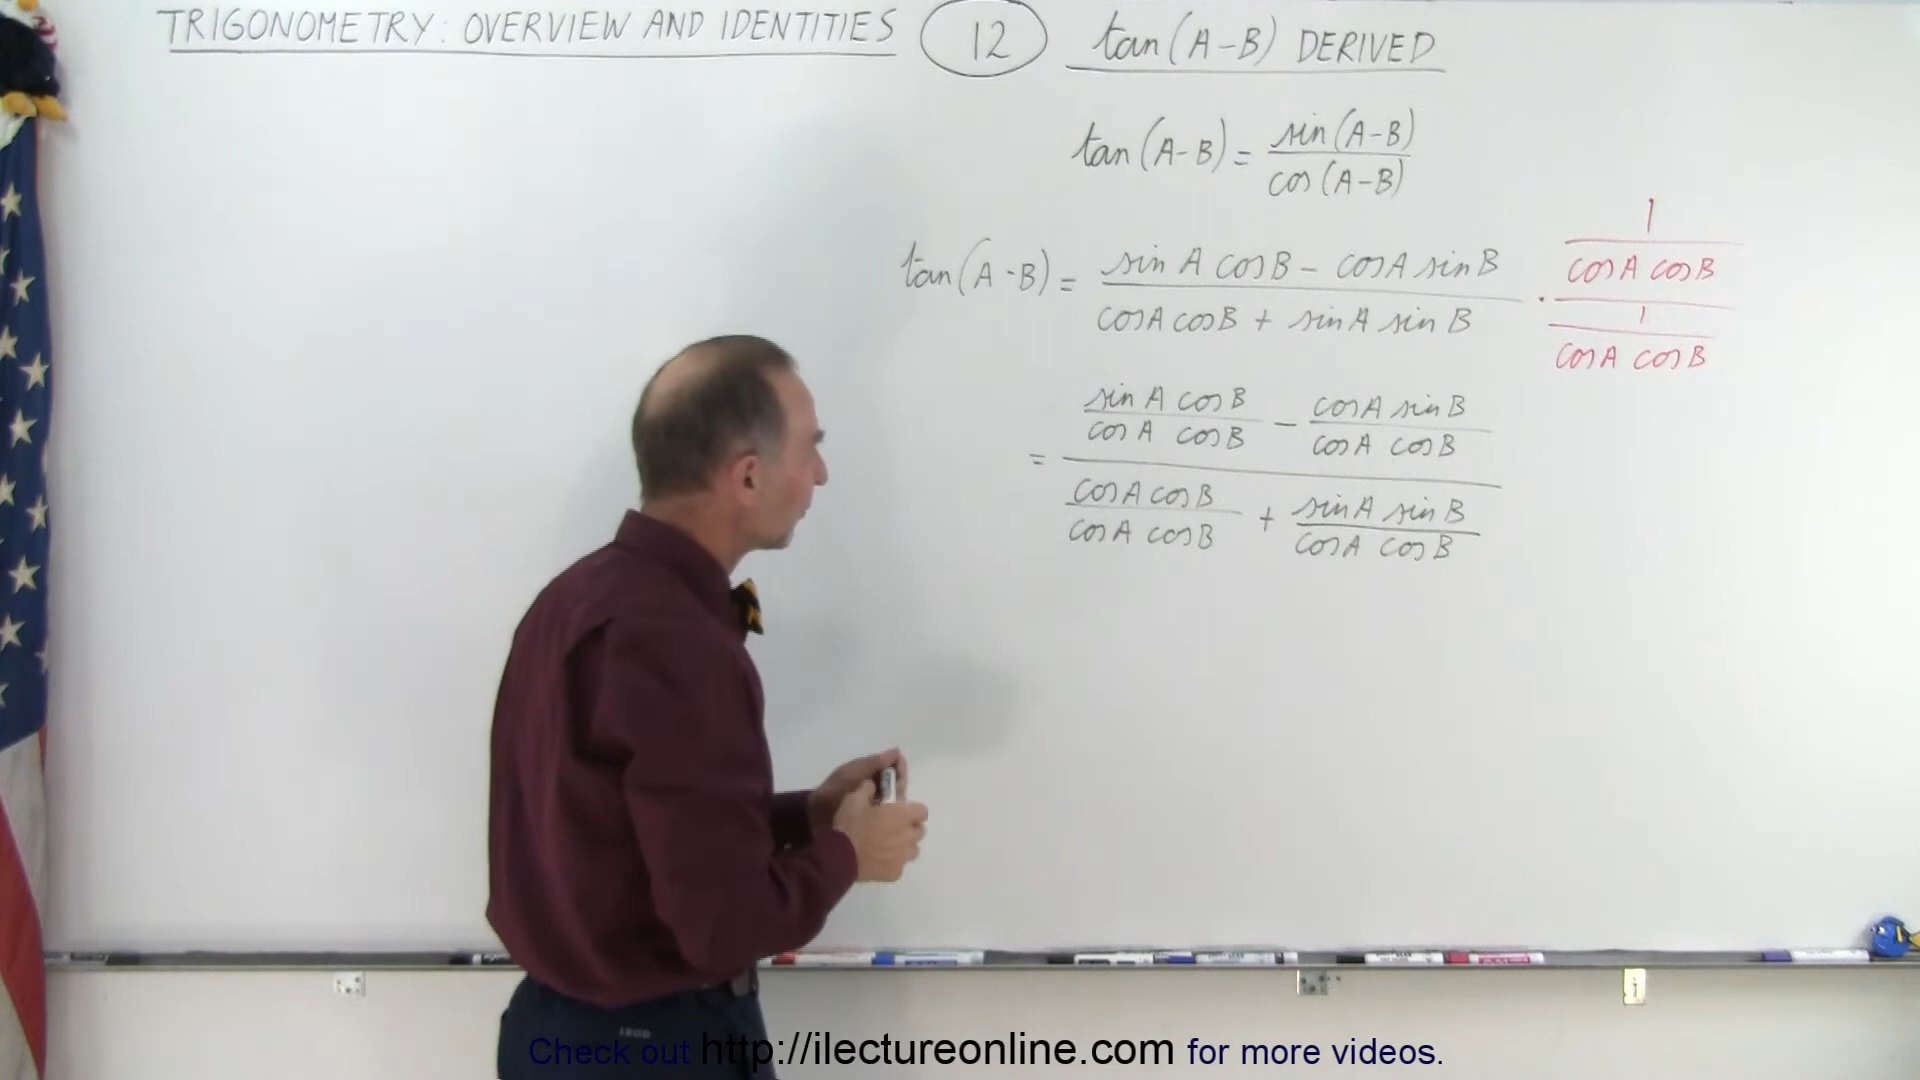 TRIGONOMETRY: OVERVIEW AND IDENTITIES 12 tan(A-B) DERIVED
tan(A-B) = sin(A-B) / cos(A-B)
tan(A-B) = (sin A cos B - cos A sin B) / (cos A cos B + sin A sin B) · (1 / (cos A cos B)) / (1 / (cos A cos B))
= ((sin A cos B) / (cos A cos B) - (cos A sin B) / (cos A cos B)) / ((cos A cos B) / (cos A cos B) + (sin A sin B) / (cos A cos B))
IZOD
Check out http://ilectureonline.com for more videos.